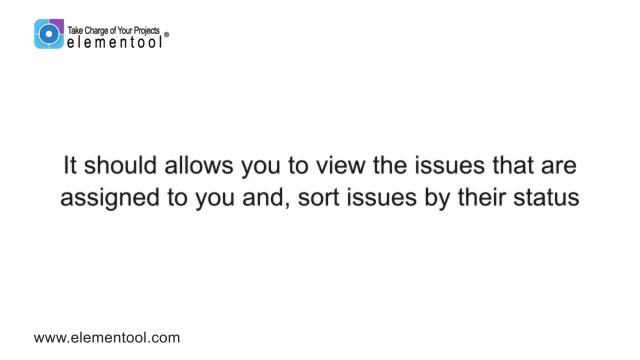 Take Charge of Your Projects
elementool®
It should allows you to view the issues that are
assigned to you and, sort issues by their status
www.elementool.com